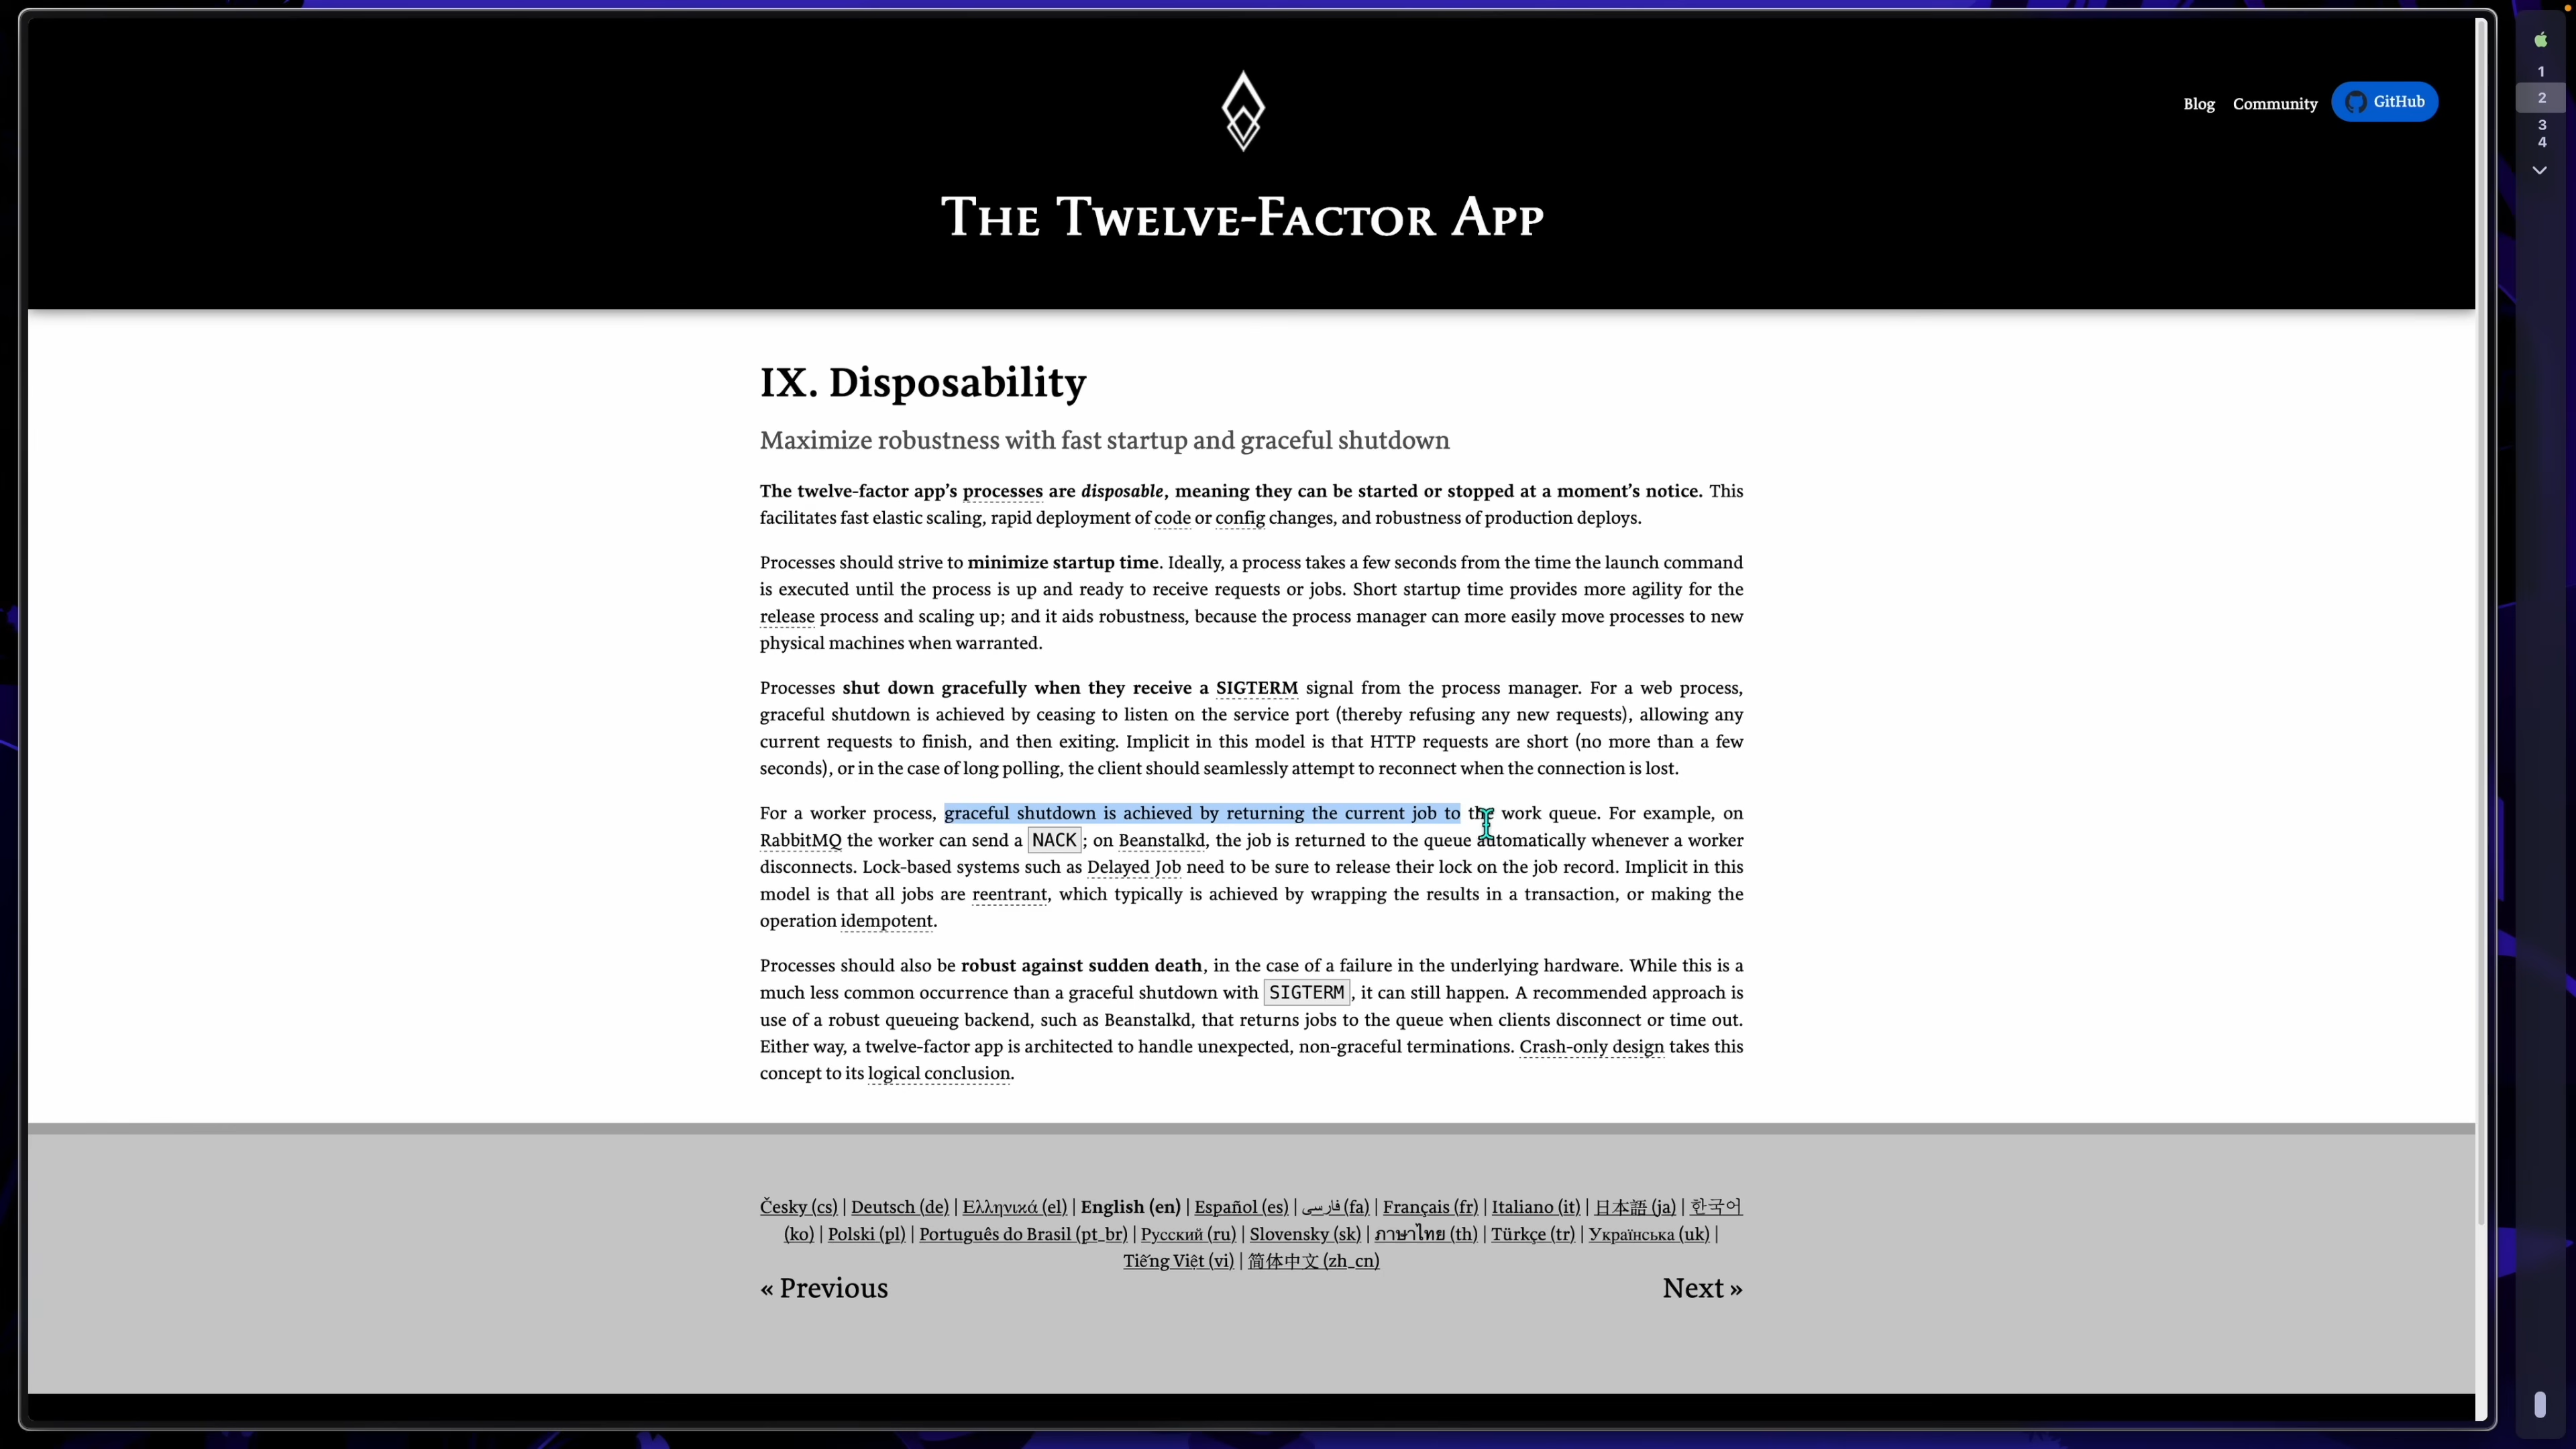 1
2
3
4
Blog Community GitHub
The Twelve-Factor App
IX. Disposability
Maximize robustness with fast startup and graceful shutdown
The twelve-factor app’s processes are disposable, meaning they can be started or stopped at a moment’s notice. This
facilitates fast elastic scaling, rapid deployment of code or config changes, and robustness of production deploys.
Processes should strive to minimize startup time. Ideally, a process takes a few seconds from the time the launch command
is executed until the process is up and ready to receive requests or jobs. Short startup time provides more agility for the
release process and scaling up; and it aids robustness, because the process manager can more easily move processes to new
physical machines when warranted.
Processes shut down gracefully when they receive a SIGTERM signal from the process manager. For a web process,
graceful shutdown is achieved by ceasing to listen on the service port (thereby refusing any new requests), allowing any
current requests to finish, and then exiting. Implicit in this model is that HTTP requests are short (no more than a few
seconds), or in the case of long polling, the client should seamlessly attempt to reconnect when the connection is lost.
For a worker process, graceful shutdown is achieved by returning the current job to the work queue. For example, on
RabbitMQ the worker can send a NACK; on Beanstalkd, the job is returned to the queue automatically whenever a worker
disconnects. Lock-based systems such as Delayed Job need to be sure to release their lock on the job record. Implicit in this
model is that all jobs are reentrant, which typically is achieved by wrapping the results in a transaction, or making the
operation idempotent.
Processes should also be robust against sudden death, in the case of a failure in the underlying hardware. While this is a
much less common occurrence than a graceful shutdown with SIGTERM, it can still happen. A recommended approach is
use of a robust queueing backend, such as Beanstalkd, that returns jobs to the queue when clients disconnect or time out.
Either way, a twelve-factor app is architected to handle unexpected, non-graceful terminations. Crash-only design takes this
concept to its logical conclusion.
Česky (cs) | Deutsch (de) | Ελληνικά (el) | English (en) | Español (es) | فارسی (fa) | Français (fr) | Italiano (it) | 日本語 (ja) | 한국어
(ko) | Polski (pl) | Português do Brasil (pt_br) | Русский (ru) | Slovensky (sk) | ภาษาไทย (th) | Türkçe (tr) | Українська (uk) |
Tiếng Việt (vi) | 简体中文 (zh_cn)
« Previous Next »